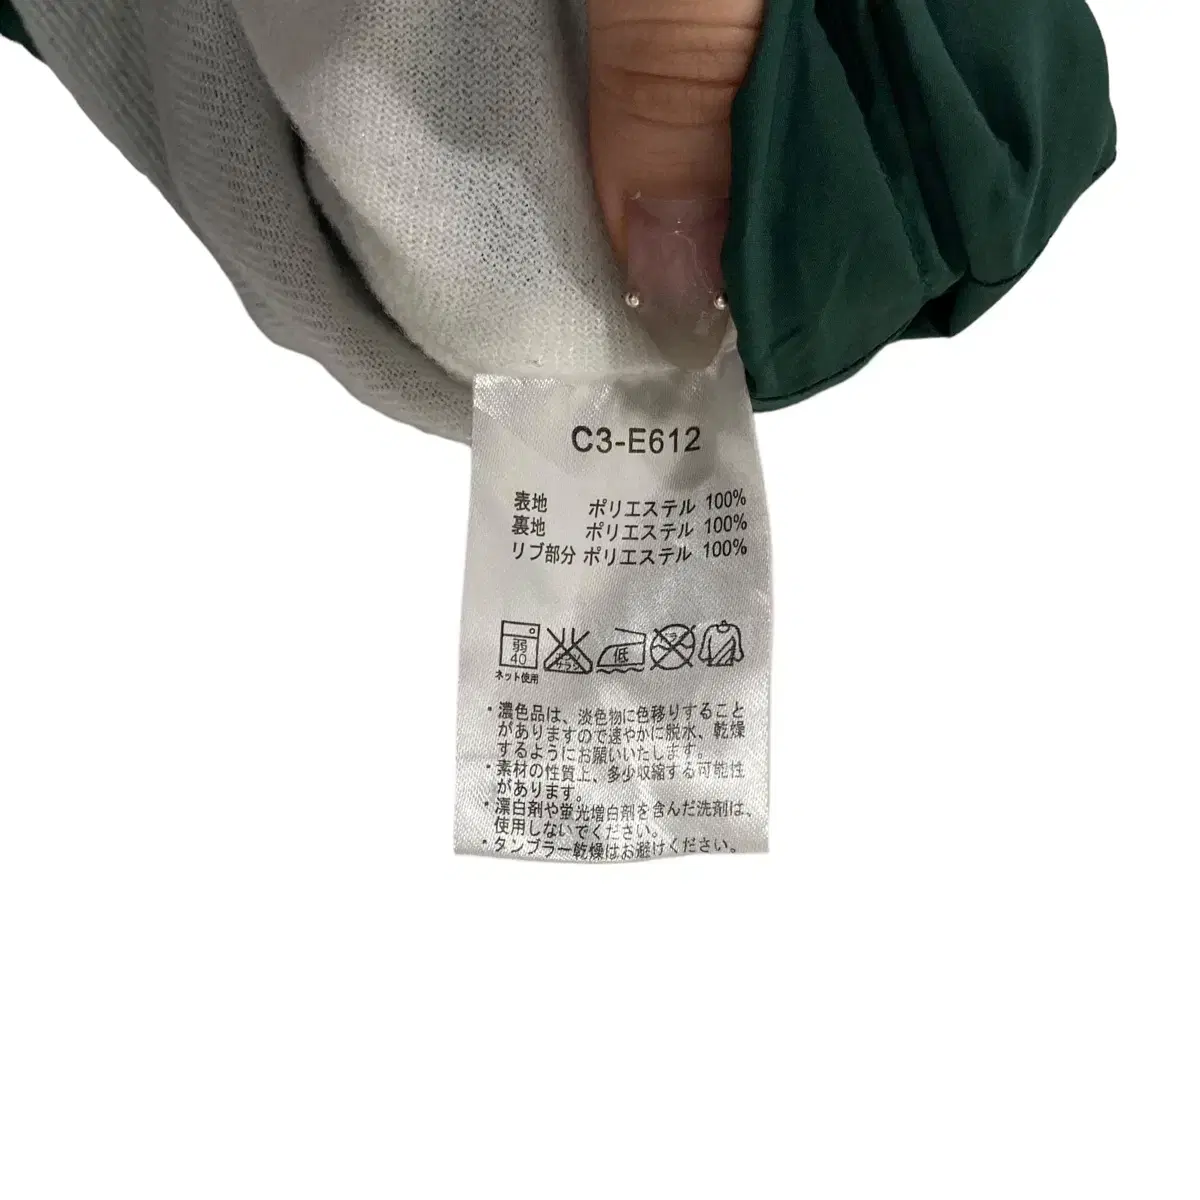 C3-E612
表地 ポリエステル 100%
裏地 ポリエステル 100%
リブ部分 ポリエステル 100%
弱
40
低
ネット使用
・濃色品は、淡色物に色移りすること
がありますので速やかに脱水、乾燥
するようにお願いいたします。
・素材の性質上、多少収縮する可能性
があります。
・漂白剤や蛍光増白剤を含んだ洗剤は、
使用しないでください。
・タンブラー乾燥はお避けください。